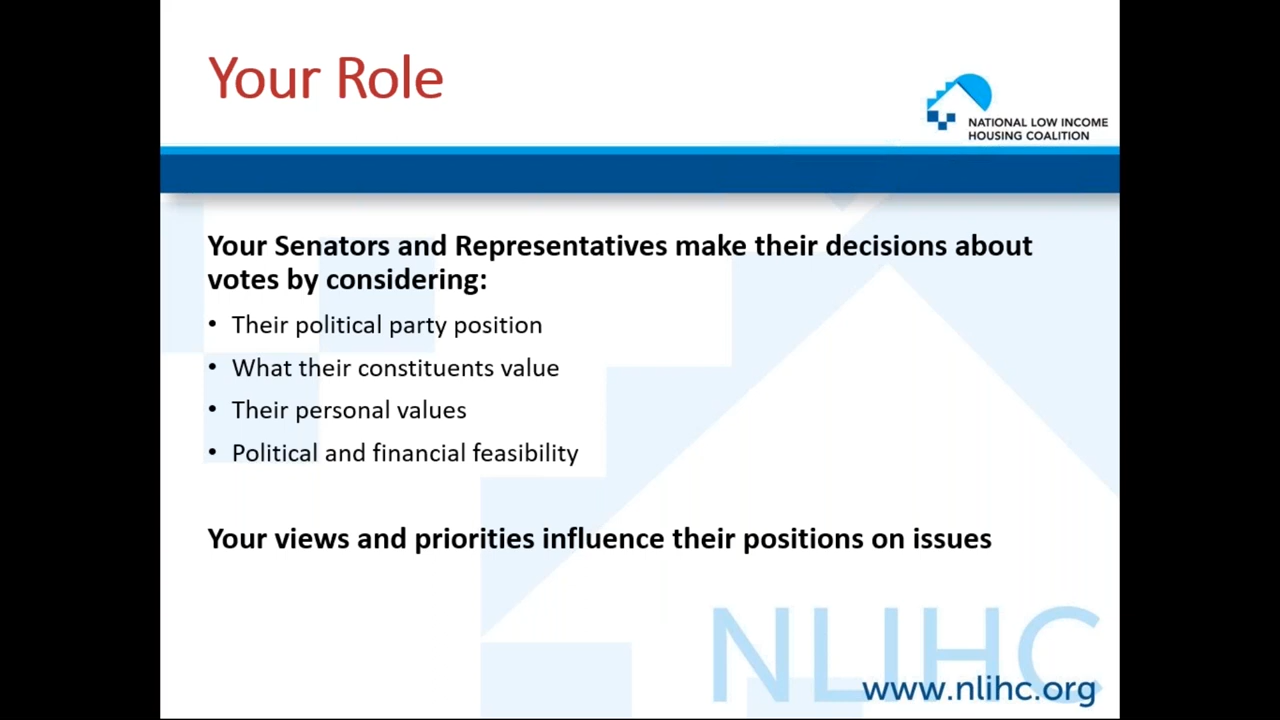 Your Role
NATIONAL LOW INCOME
HOUSING COALITION
Your Senators and Representatives make their decisions about
votes by considering:
• Their political party position
• What their constituents value
• Their personal values
• Political and financial feasibility
Your views and priorities influence their positions on issues
NLIHC
www.nlihc.org